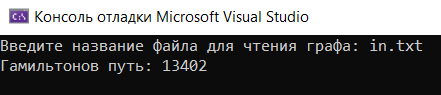 C:\
Консоль отладки Microsoft Visual Studio
Введите название файла для чтения графа: in.txt
Гамильтонов путь: 13402